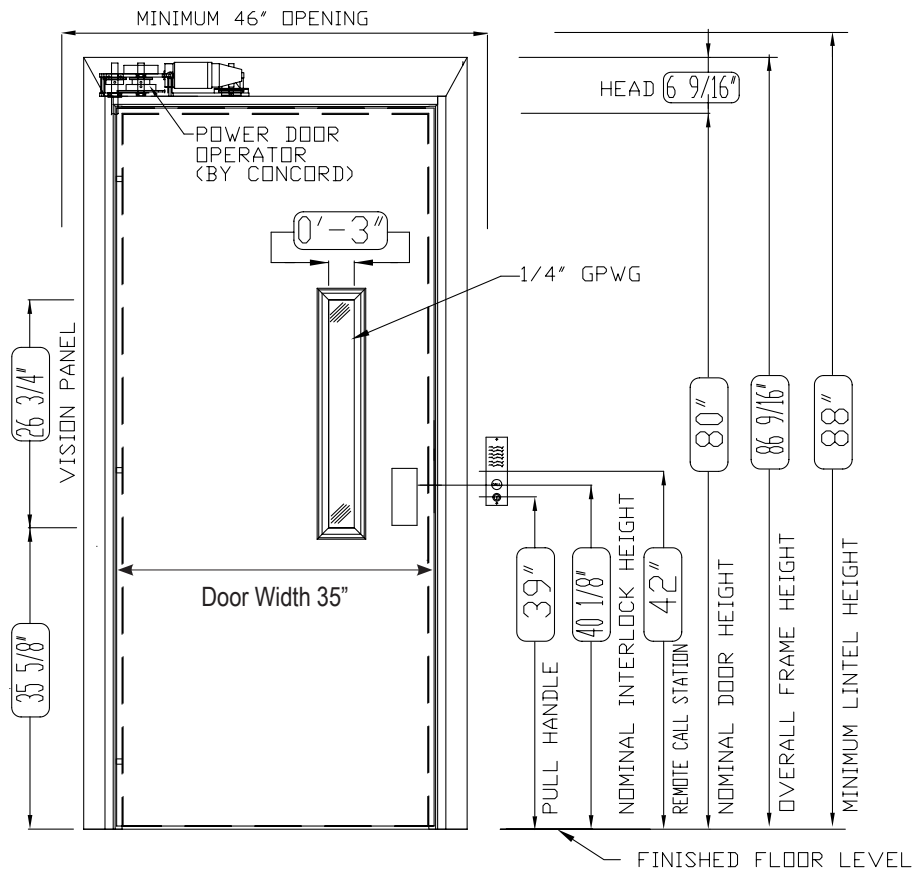 MINIMUM 46" OPENING
HEAD 6 9/16"
POWER DOOR
OPERATOR
(BY CONCORD)
0'-3"
1/4" GPWG
26 3/4"
VISION PANEL
35 5/8"
Door Width 35"
39"
PULL HANDLE
40 1/8"
NOMINAL INTERLOCK HEIGHT
42"
REMOTE CALL STATION
80"
NOMINAL DOOR HEIGHT
86 9/16"
OVERALL FRAME HEIGHT
88"
MINIMUM LINTEL HEIGHT
FINISHED FLOOR LEVEL